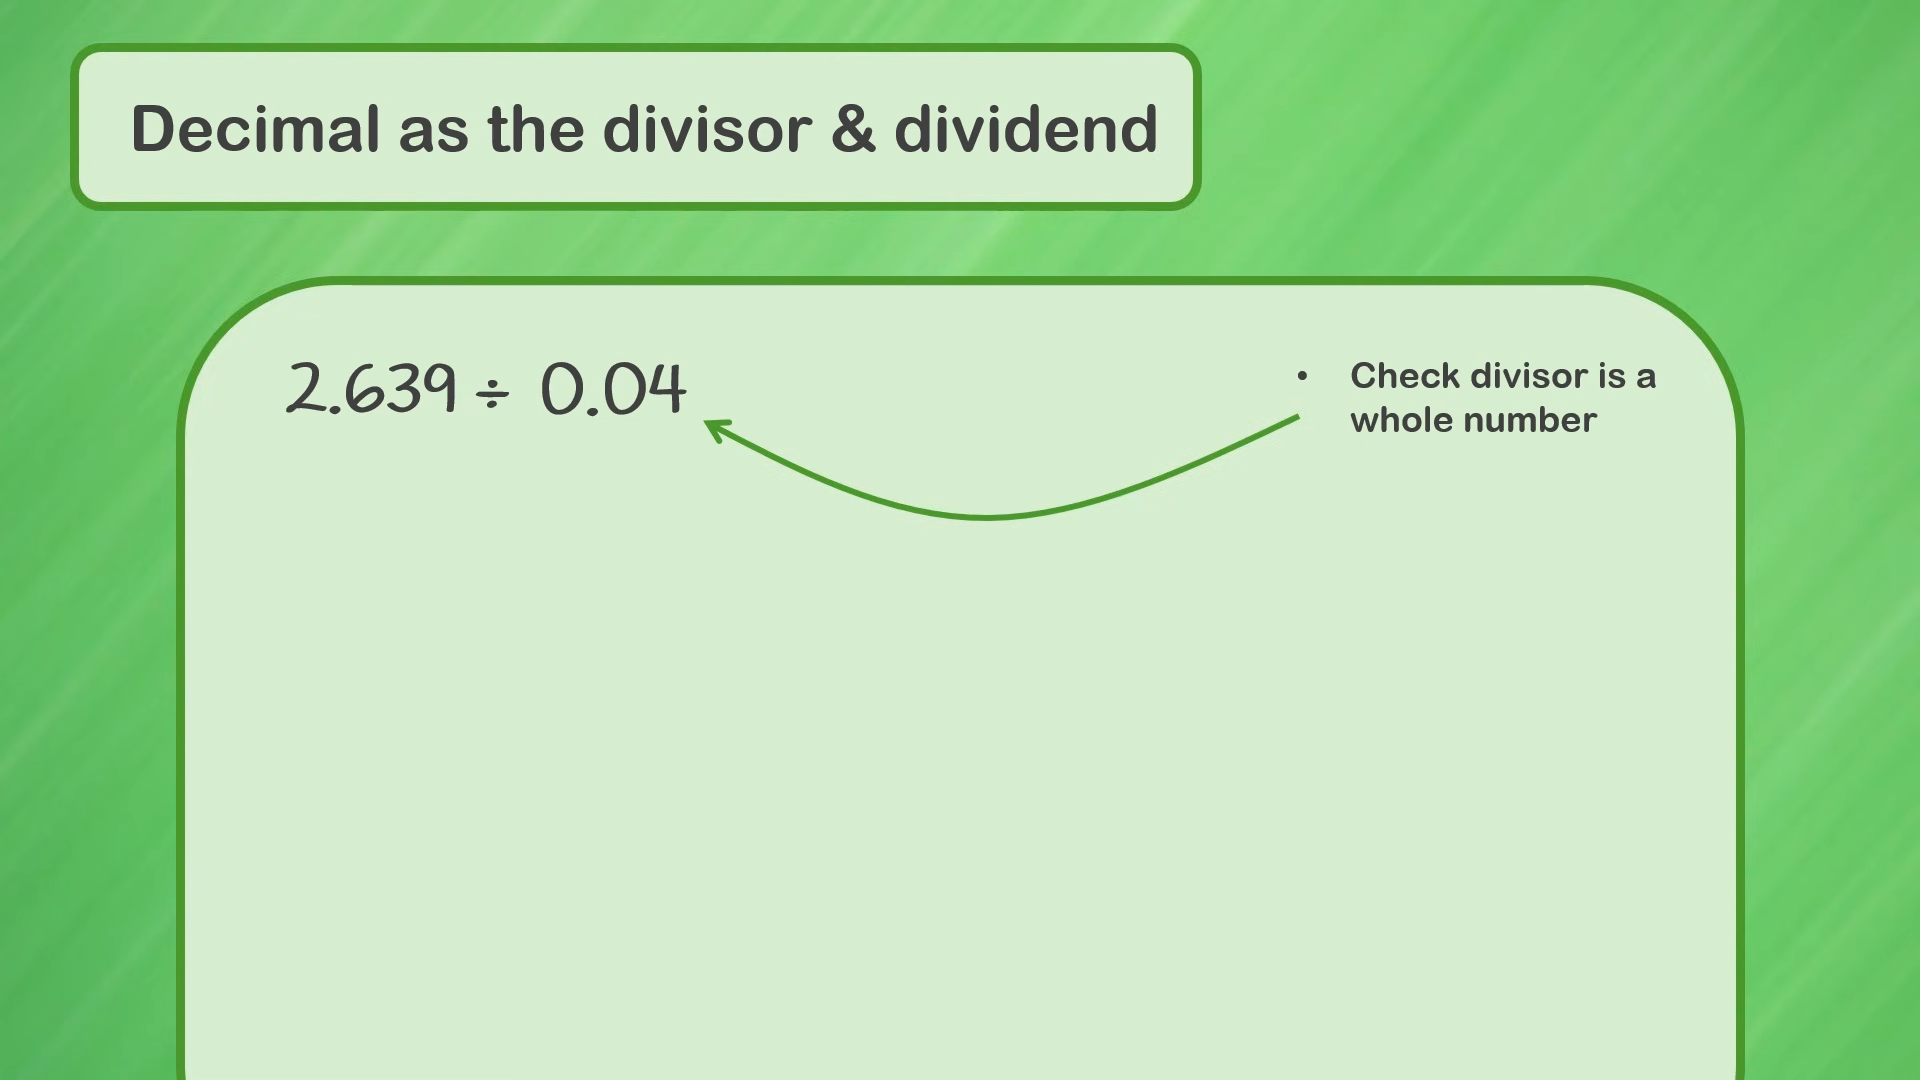 Decimal as the divisor & dividend
2.639 ÷ 0.04
• Check divisor is a
whole number